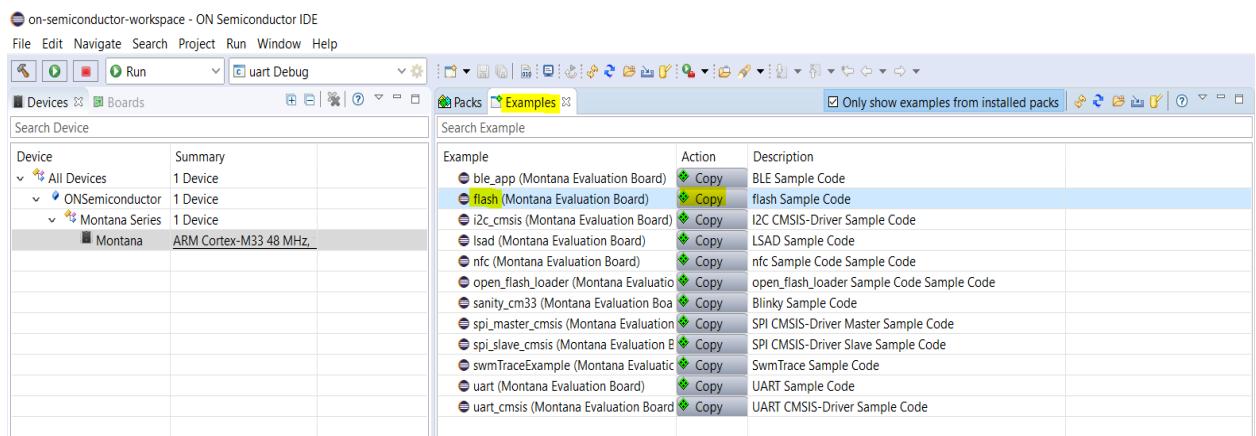 on-semiconductor-workspace - ON Semiconductor IDE
File Edit Navigate Search Project Run Window Help
Run uart Debug
Devices Boards
Search Device
Device Summary
All Devices 1 Device
ONSemiconductor 1 Device
Montana Series 1 Device
Montana ARM Cortex-M33 48 MHz,
Packs Examples Only show examples from installed packs
Search Example
Example Action Description
ble_app (Montana Evaluation Board) Copy BLE Sample Code
flash (Montana Evaluation Board) Copy flash Sample Code
i2c_cmsis (Montana Evaluation Board) Copy I2C CMSIS-Driver Sample Code
lsad (Montana Evaluation Board) Copy LSAD Sample Code
nfc (Montana Evaluation Board) Copy nfc Sample Code Sample Code
open_flash_loader (Montana Evaluatio Copy open_flash_loader Sample Code Sample Code
sanity_cm33 (Montana Evaluation Boa Copy Blinky Sample Code
spi_master_cmsis (Montana Evaluation Copy SPI CMSIS-Driver Master Sample Code
spi_slave_cmsis (Montana Evaluation B Copy SPI CMSIS-Driver Slave Sample Code
swmTraceExample (Montana Evaluatic Copy SwmTrace Sample Code
uart (Montana Evaluation Board) Copy UART Sample Code
uart_cmsis (Montana Evaluation Board Copy UART CMSIS-Driver Sample Code